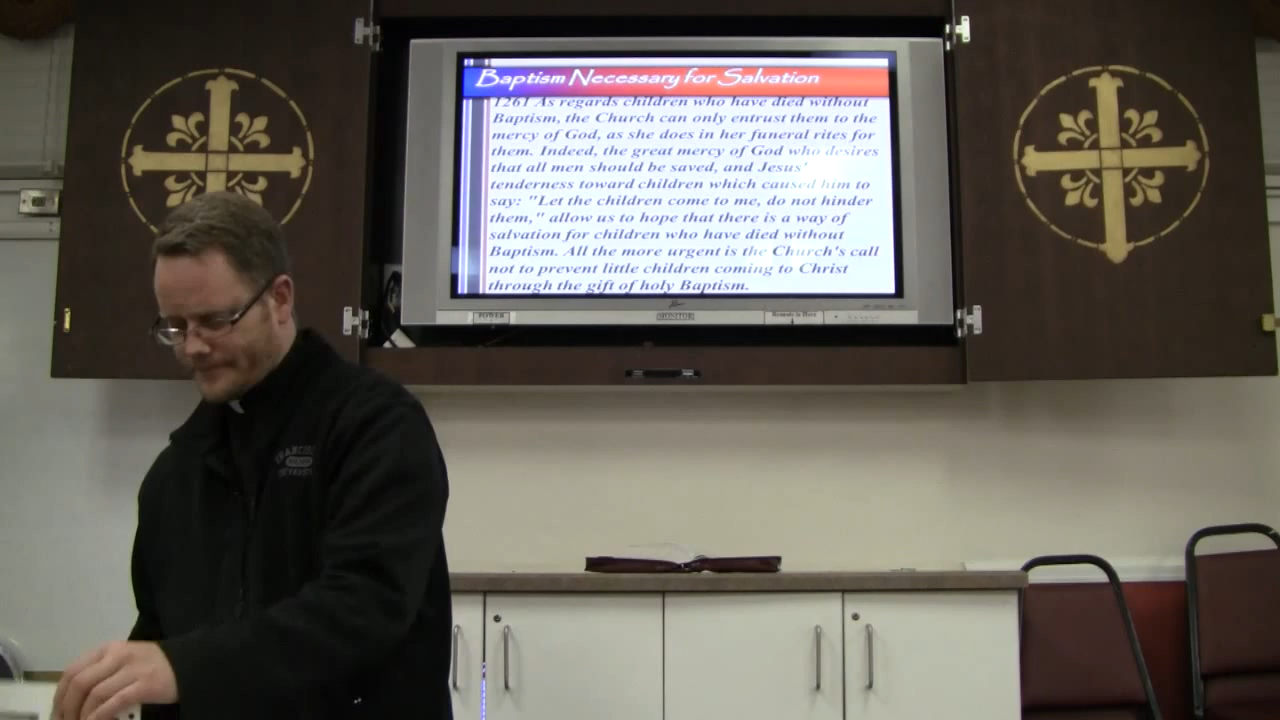 Baptism Necessary for Salvation
1261 As regards children who have died without
Baptism, the Church can only entrust them to the
mercy of God, as she does in her funeral rites for
them. Indeed, the great mercy of God who desires
that all men should be saved, and Jesus'
tenderness toward children which caused him to
say: "Let the children come to me, do not hinder
them," allow us to hope that there is a way of
salvation for children who have died without
Baptism. All the more urgent is the Church's call
not to prevent little children coming to Christ
through the gift of holy Baptism.
POWER
MONITOR